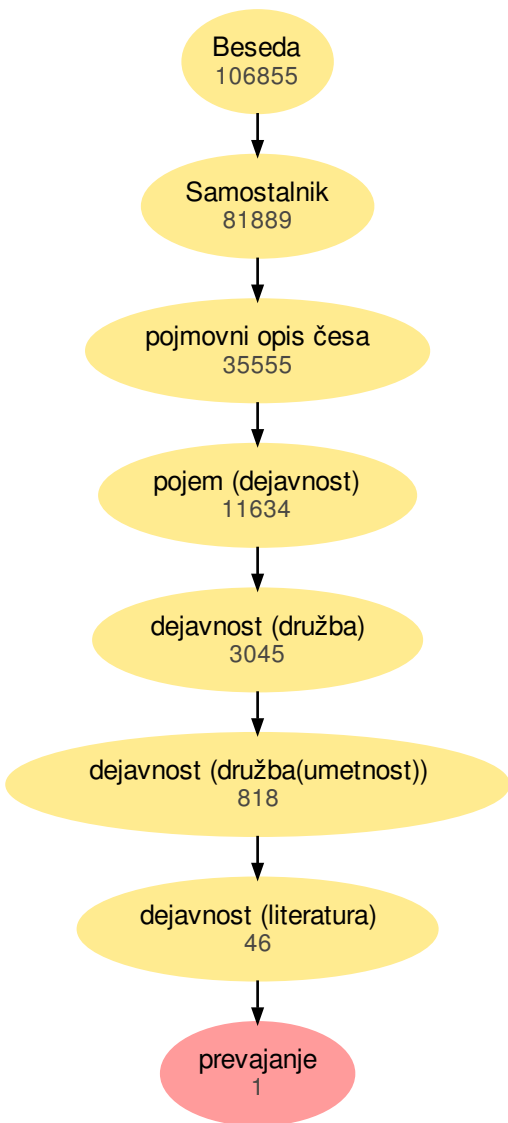 Beseda
106855
Samostalnik
81889
pojmovni opis česa
35555
pojem (dejavnost)
11634
dejavnost (družba)
3045
dejavnost (družba(umetnost))
818
dejavnost (literatura)
46
prevajanje
1